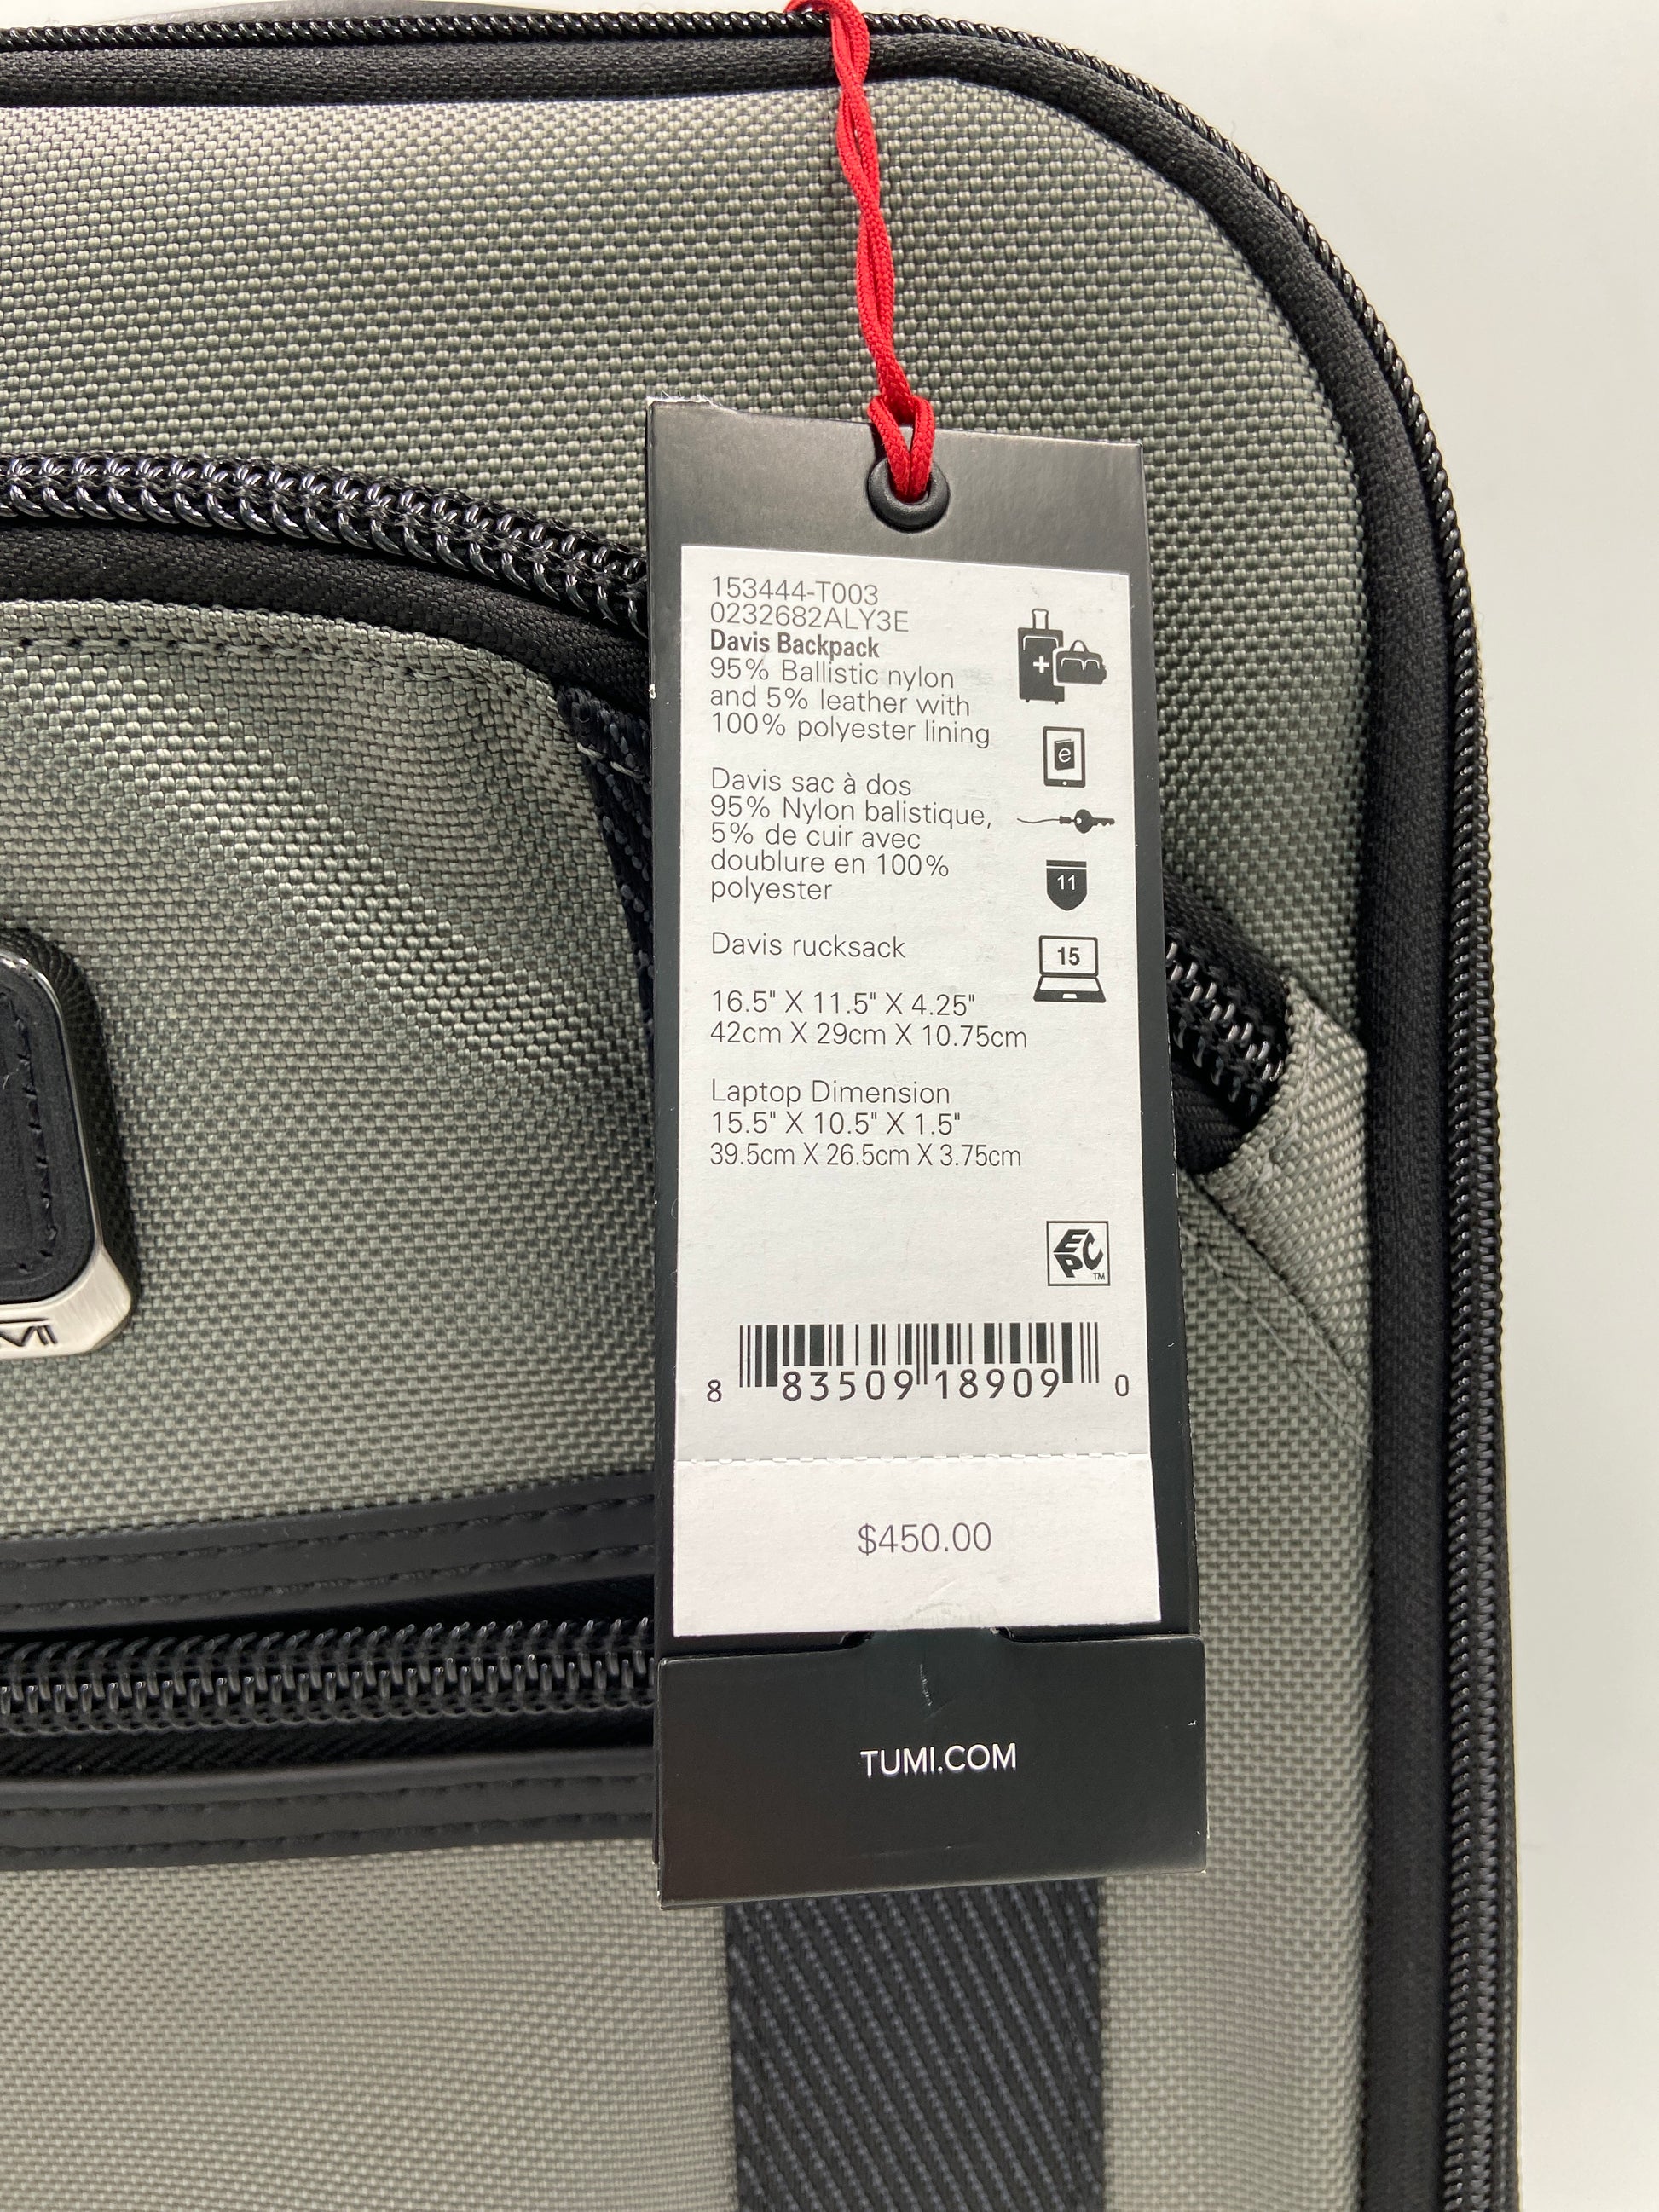 153444-T003
0232682ALY3E
Davis Backpack
95% Ballistic nylon
and 5% leather with
100% polyester lining
e
Davis sac à dos
95% Nylon balistique,
5% de cuir avec
doublure en 100%
polyester
11
Davis rucksack
15
16.5" X 11.5" X 4.25"
42cm X 29cm X 10.75cm
Laptop Dimension
15.5" X 10.5" X 1.5"
39.5cm X 26.5cm X 3.75cm
EPC™
8 83509 18909 0
$450.00
TUMI.COM